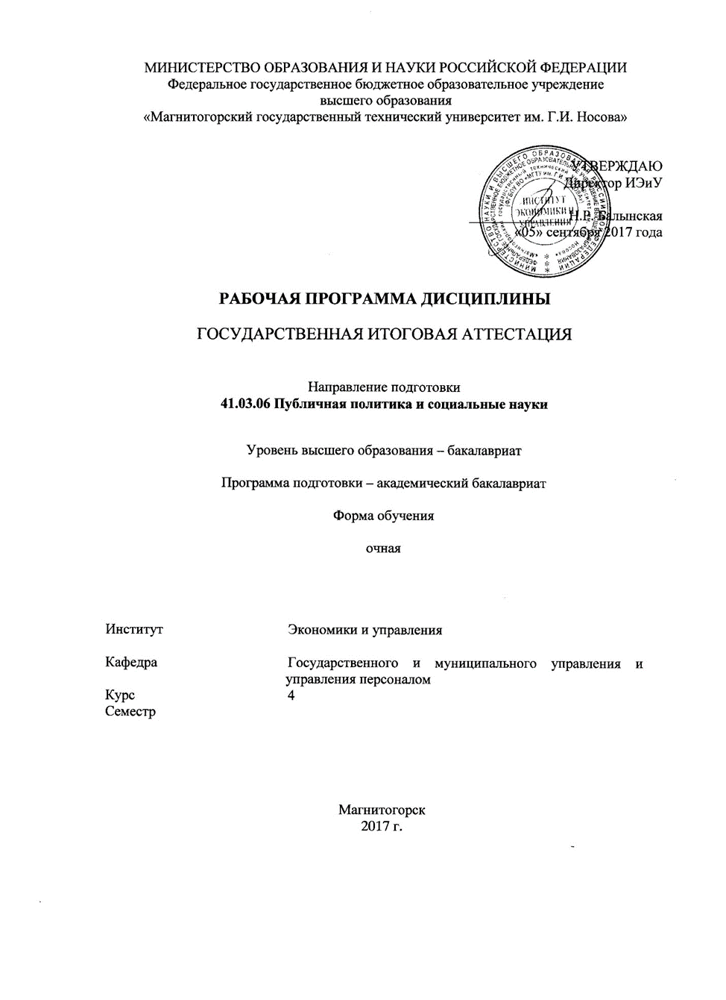 МИНИСТЕРСТВО ОБРАЗОВАНИЯ И НАУКИ РОССИЙСКОЙ ФЕДЕРАЦИИ
Федеральное государственное бюджетное образовательное учреждение
высшего образования
«Магнитогорский государственный технический университет им. Г.И. Носова»
УТВЕРЖДАЮ
Директор ИЭиУ
Н.Р. Балынская
«05» сентября 2017 года
ИНСТИТУТ
ЭКОНОМИКИ И
УПРАВЛЕНИЯ
РАБОЧАЯ ПРОГРАММА ДИСЦИПЛИНЫ
ГОСУДАРСТВЕННАЯ ИТОГОВАЯ АТТЕСТАЦИЯ
Направление подготовки
41.03.06 Публичная политика и социальные науки
Уровень высшего образования – бакалавриат
Программа подготовки – академический бакалавриат
Форма обучения
очная
Институт Экономики и управления
Кафедра Государственного и муниципального управления и
управления персоналом
Курс 4
Семестр
Магнитогорск
2017 г.